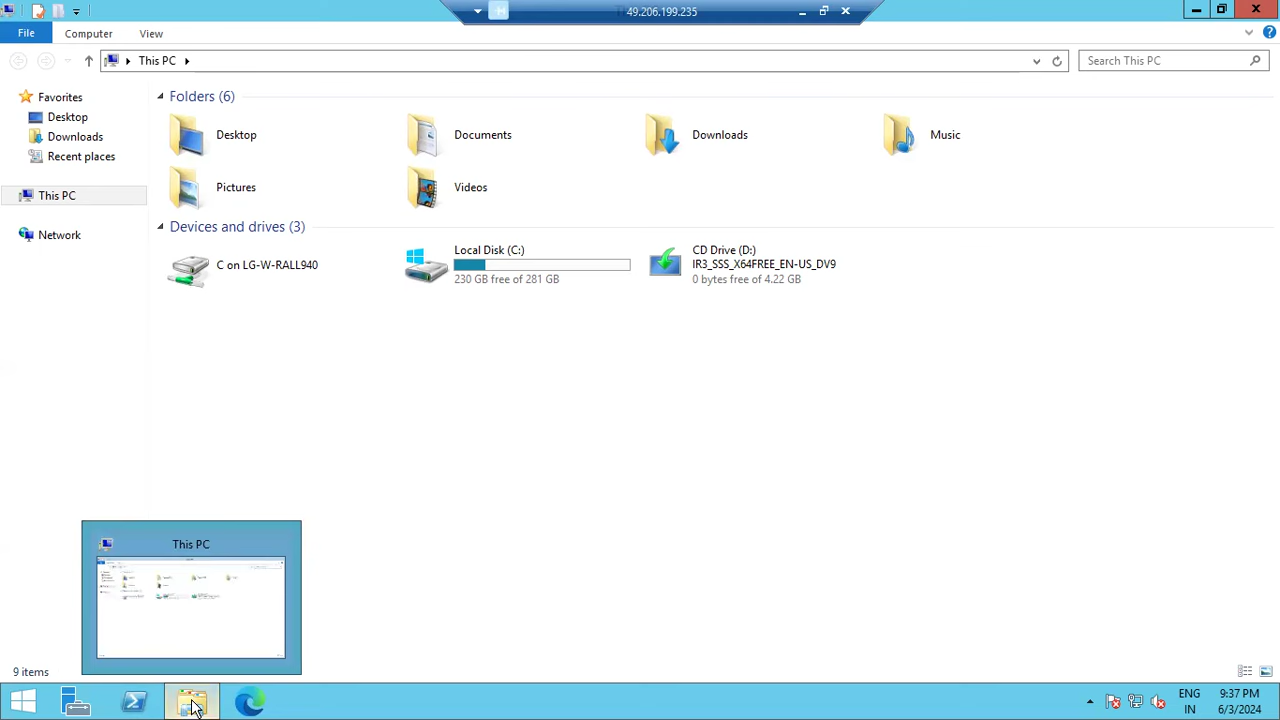 49.206.199.235
File
Computer
View
This PC
Search This PC
Favorites
Desktop
Downloads
Recent places
This PC
Network
Folders (6)
Desktop
Documents
Downloads
Music
Pictures
Videos
Devices and drives (3)
C on LG-W-RALL940
Local Disk (C:)
230 GB free of 281 GB
CD Drive (D:)
IR3_SSS_X64FREE_EN-US_DV9
0 bytes free of 4.22 GB
This PC
9 items
ENG
IN
9:37 PM
6/3/2024